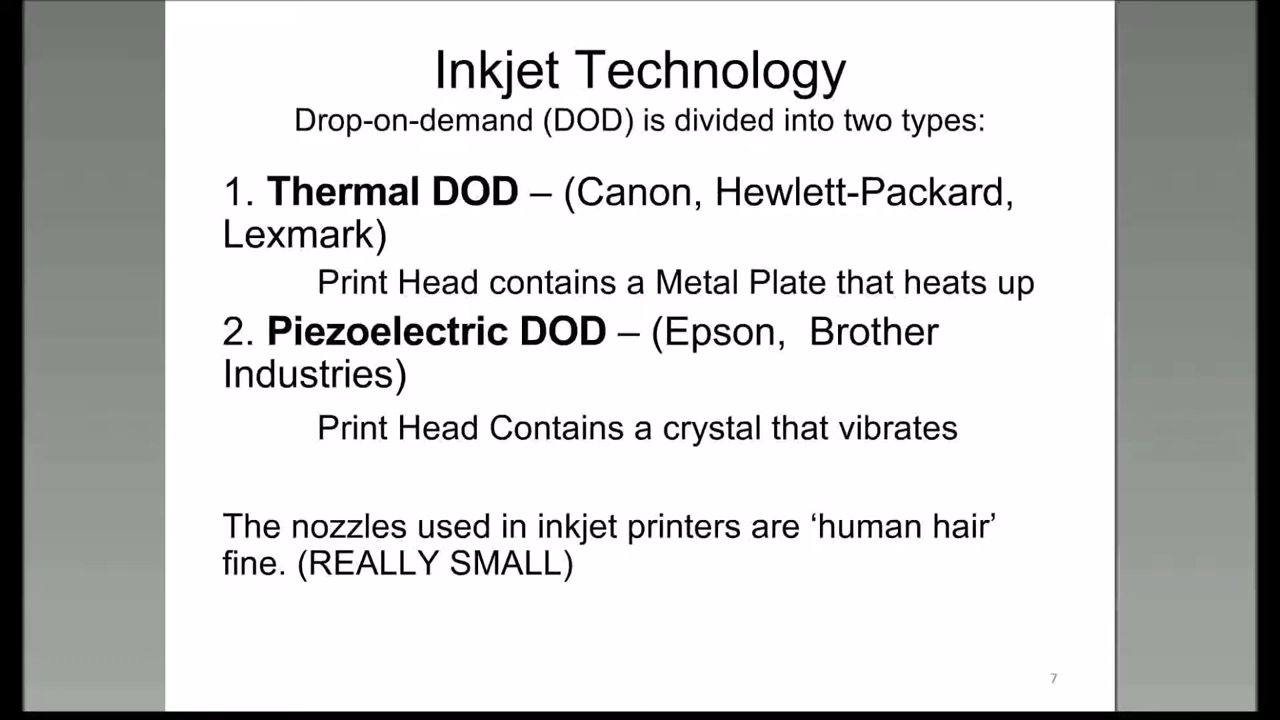 Inkjet Technology
Drop-on-demand (DOD) is divided into two types:
1. Thermal DOD – (Canon, Hewlett-Packard,
Lexmark)
Print Head contains a Metal Plate that heats up
2. Piezoelectric DOD – (Epson,  Brother
Industries)
Print Head Contains a crystal that vibrates
The nozzles used in inkjet printers are ‘human hair’
fine. (REALLY SMALL)
7